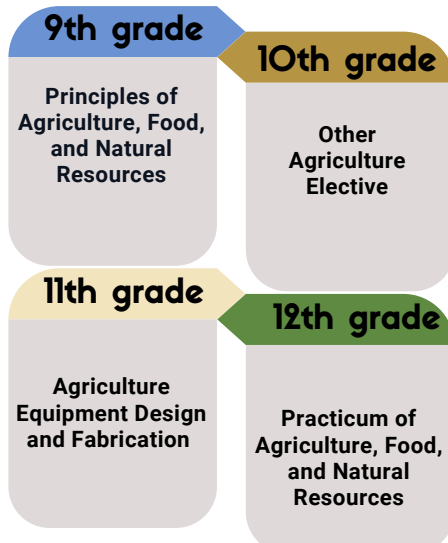 9th grade
Principles of
Agriculture, Food,
and Natural
Resources
10th grade
Other
Agriculture
Elective
11th grade
Agriculture
Equipment Design
and Fabrication
12th grade
Practicum of
Agriculture, Food,
and Natural
Resources